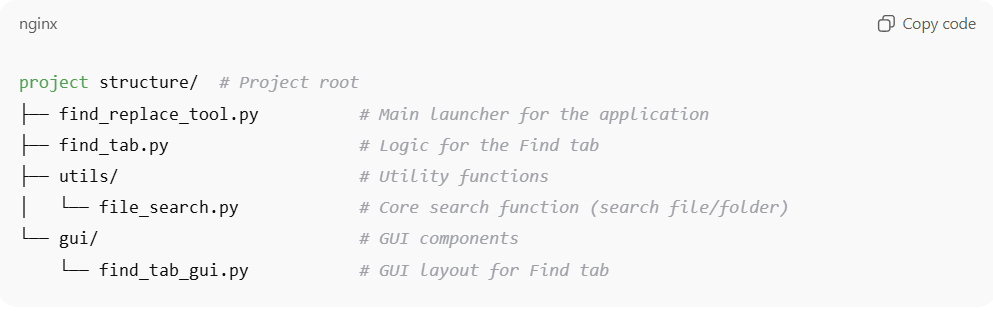 nginx
Copy code
project structure/  # Project root
├── find_replace_tool.py          # Main launcher for the application
├── find_tab.py                   # Logic for the Find tab
├── utils/                        # Utility functions
│   └── file_search.py            # Core search function (search file/folder)
└── gui/                          # GUI components
    └── find_tab_gui.py           # GUI layout for Find tab